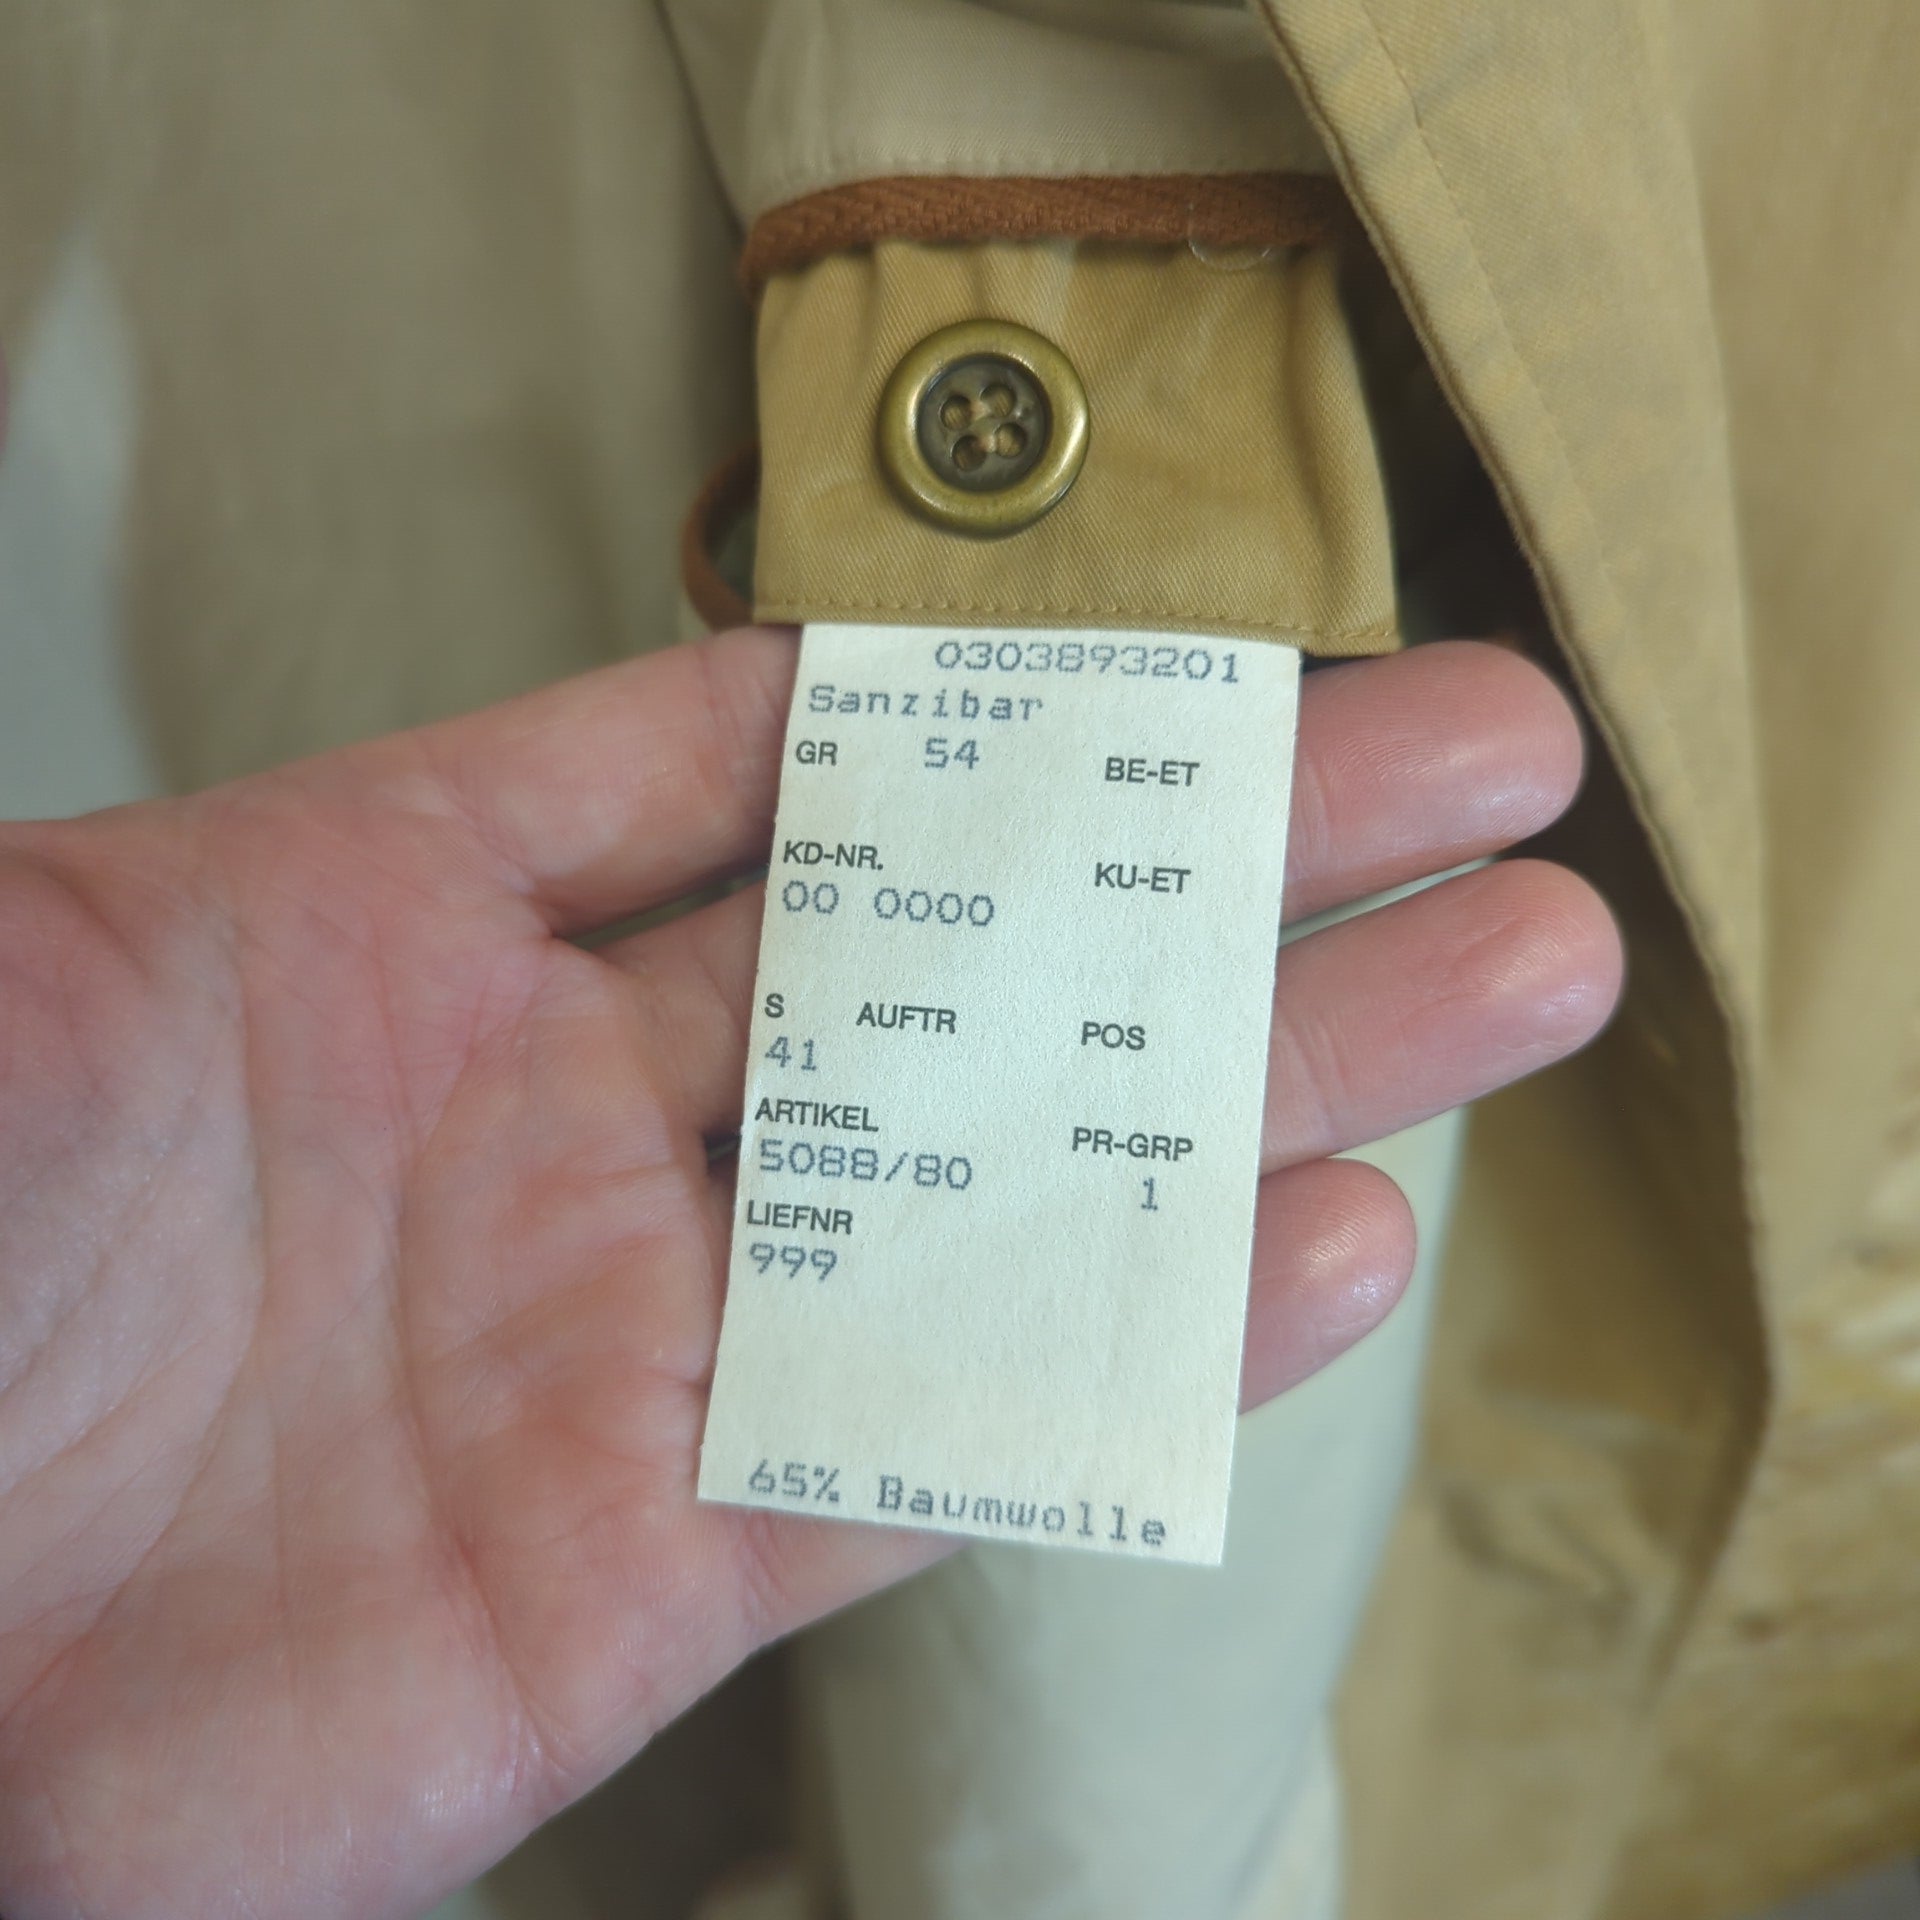 0303893201
Sanzibar
GR 54 BE-ET
KD-NR. KU-ET
00 0000
S AUFTR POS
41
ARTIKEL PR-GRP
5088/80 1
LIEFNR
999
65% Baumwolle